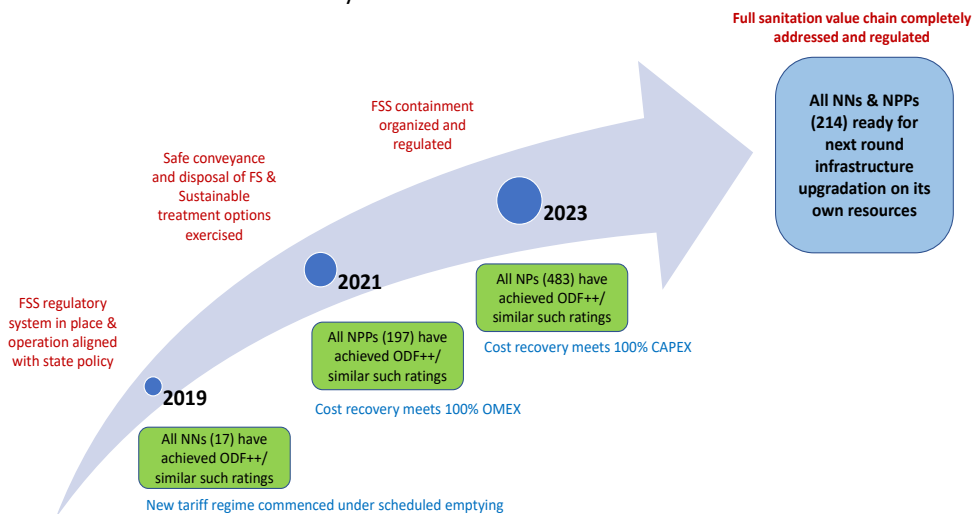 Full sanitation value chain completely
addressed and regulated
All NNs & NPPs
(214) ready for
next round
infrastructure
upgradation on its
own resources
FSS containment
organized and
regulated
Safe conveyance
and disposal of FS &
Sustainable
treatment options
exercised
FSS regulatory
system in place &
operation aligned
with state policy
2023
All NPs (483) have
achieved ODF++/
similar such ratings
Cost recovery meets 100% CAPEX
2021
All NPPs (197) have
achieved ODF++/
similar such ratings
Cost recovery meets 100% OMEX
2019
All NNs (17) have
achieved ODF++/
similar such ratings
New tariff regime commenced under scheduled emptying